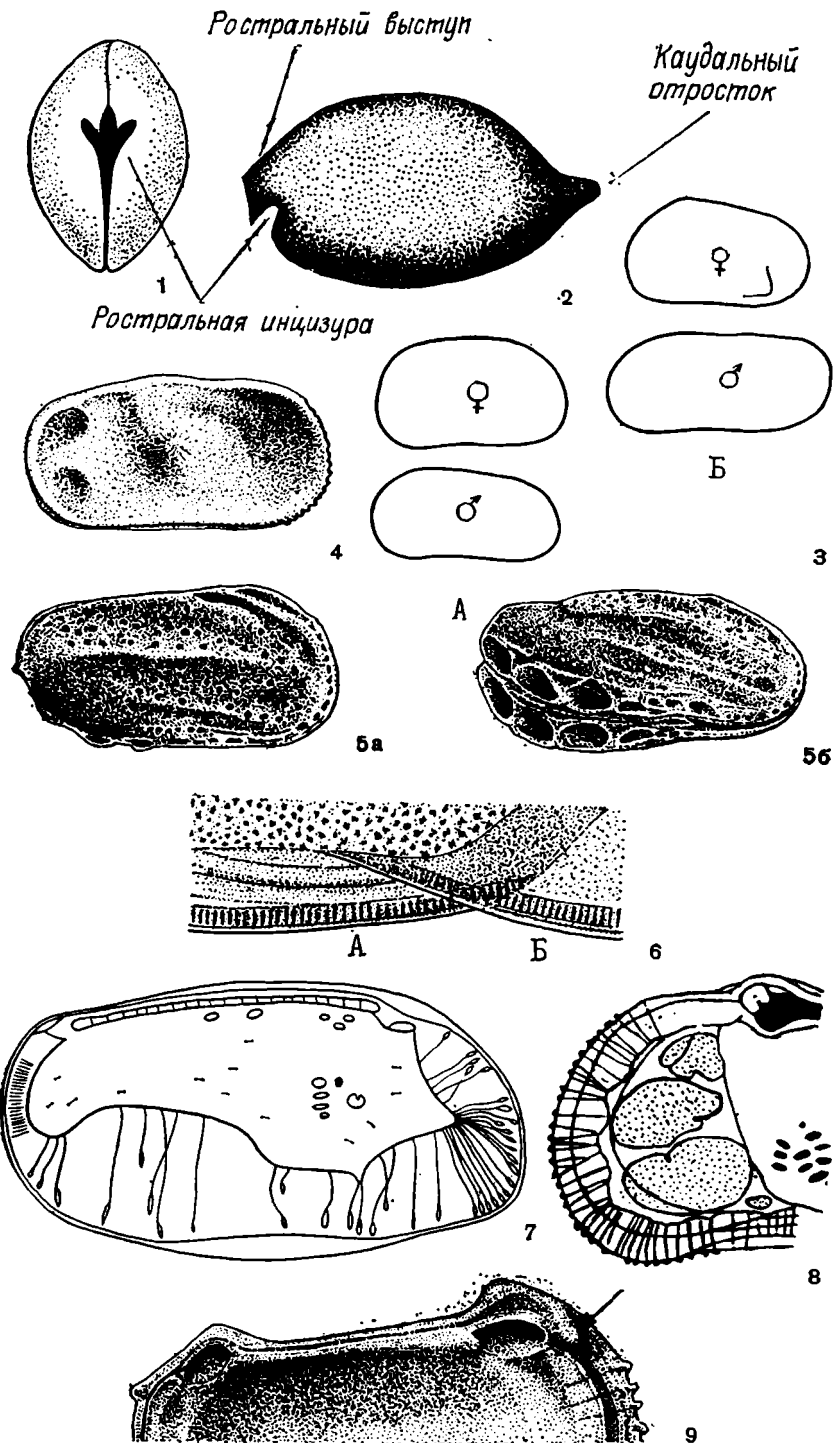 Ростральный выступ
Каудальный
отросток
1
2
Ростральная инцизура
♀
♀
♂
♂
Б
4
3
А
5а
5б
А Б
6
7
8
9